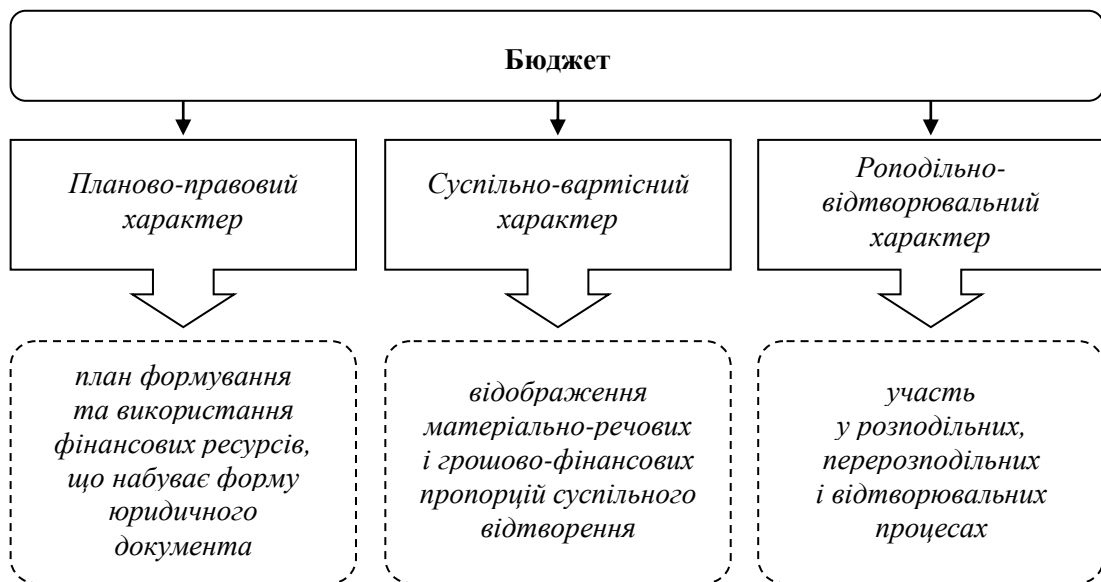 Бюджет
Планово-правовий
характер
Суспільно-вартісний
характер
Роподільно-
відтворювальний
характер
план формування
та використання
фінансових ресурсів,
що набуває форму
юридичного
документа
відображення
матеріально-речових
і грошово-фінансових
пропорцій суспільного
відтворення
участь
у розподільних,
перерозподільних
і відтворювальних
процесах